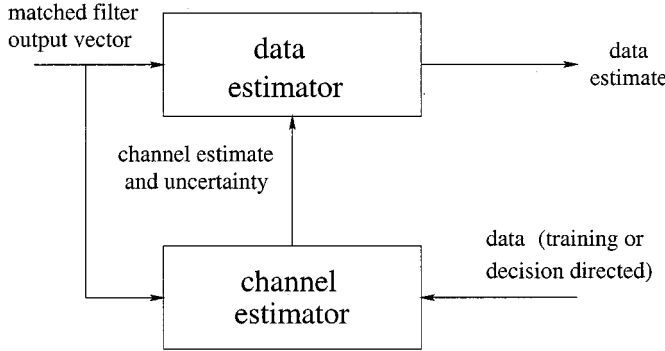 matched filter
output vector
data
estimator
data
estimate
channel estimate
and uncertainty
data (training or
decision directed)
channel
estimator